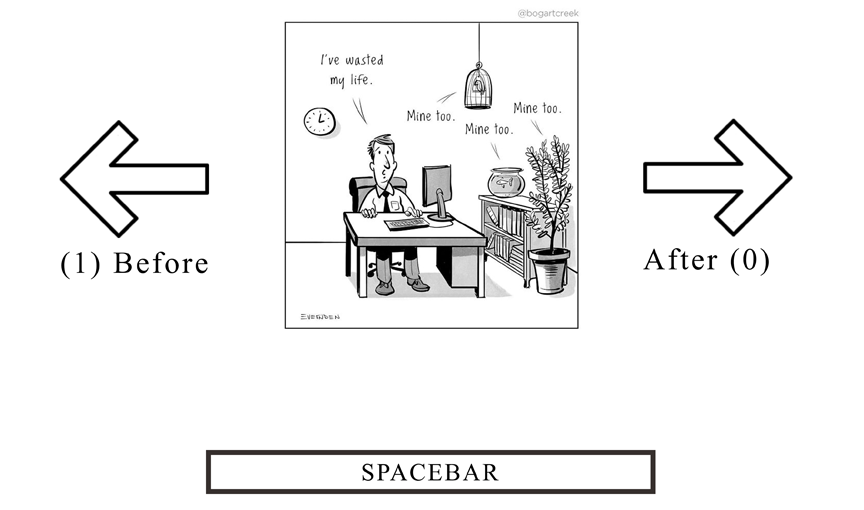 @bogartcreek
I've wasted
my life.
Mine too.
Mine too.
Mine too.
(1) Before
After (0)
EVERDEN
SPACEBAR